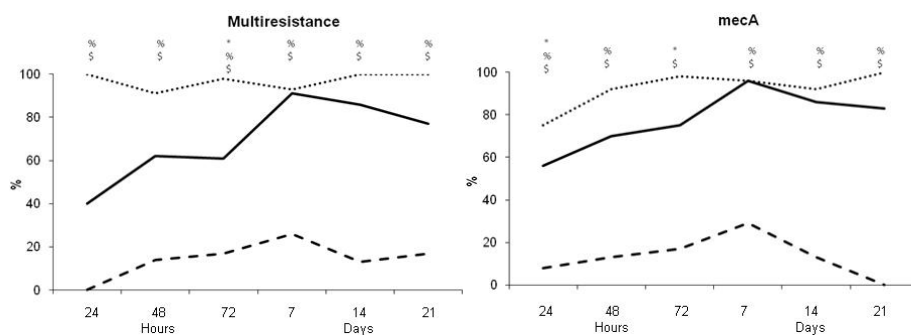 Multiresistance
% % * % % %
$ $ % $ $ $
$
100
80
60
40
20
0
%
24 48 72 7 14 21
Hours Days
mecA
* % * % % %
% $ $ $ $ $
$
100
80
60
40
20
0
%
24 48 72 7 14 21
Hours Days